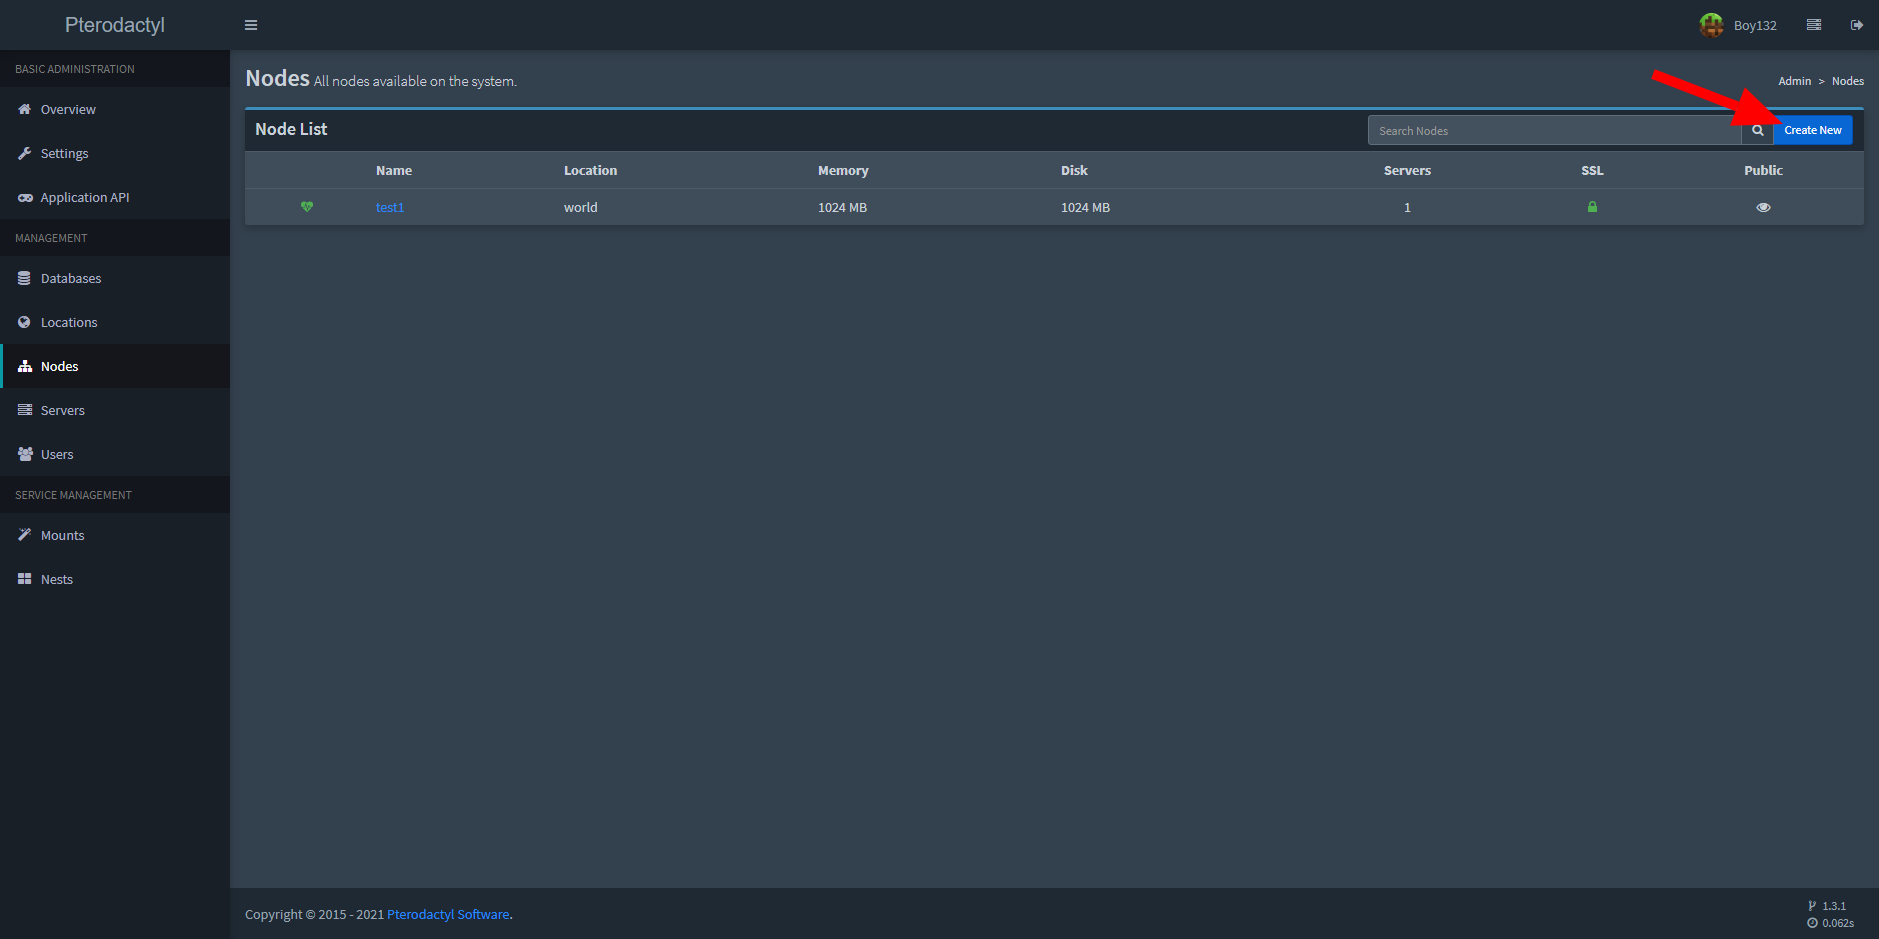 Pterodactyl
Boy132
BASIC ADMINISTRATION
Overview
Settings
Application API
MANAGEMENT
Databases
Locations
Nodes
Servers
Users
SERVICE MANAGEMENT
Mounts
Nests
Nodes All nodes available on the system.
Admin > Nodes
Node List
Search Nodes
Create New
Name Location Memory Disk Servers SSL Public
test1 world 1024 MB 1024 MB 1
Copyright © 2015 - 2021 Pterodactyl Software.
1.3.1
0.062s